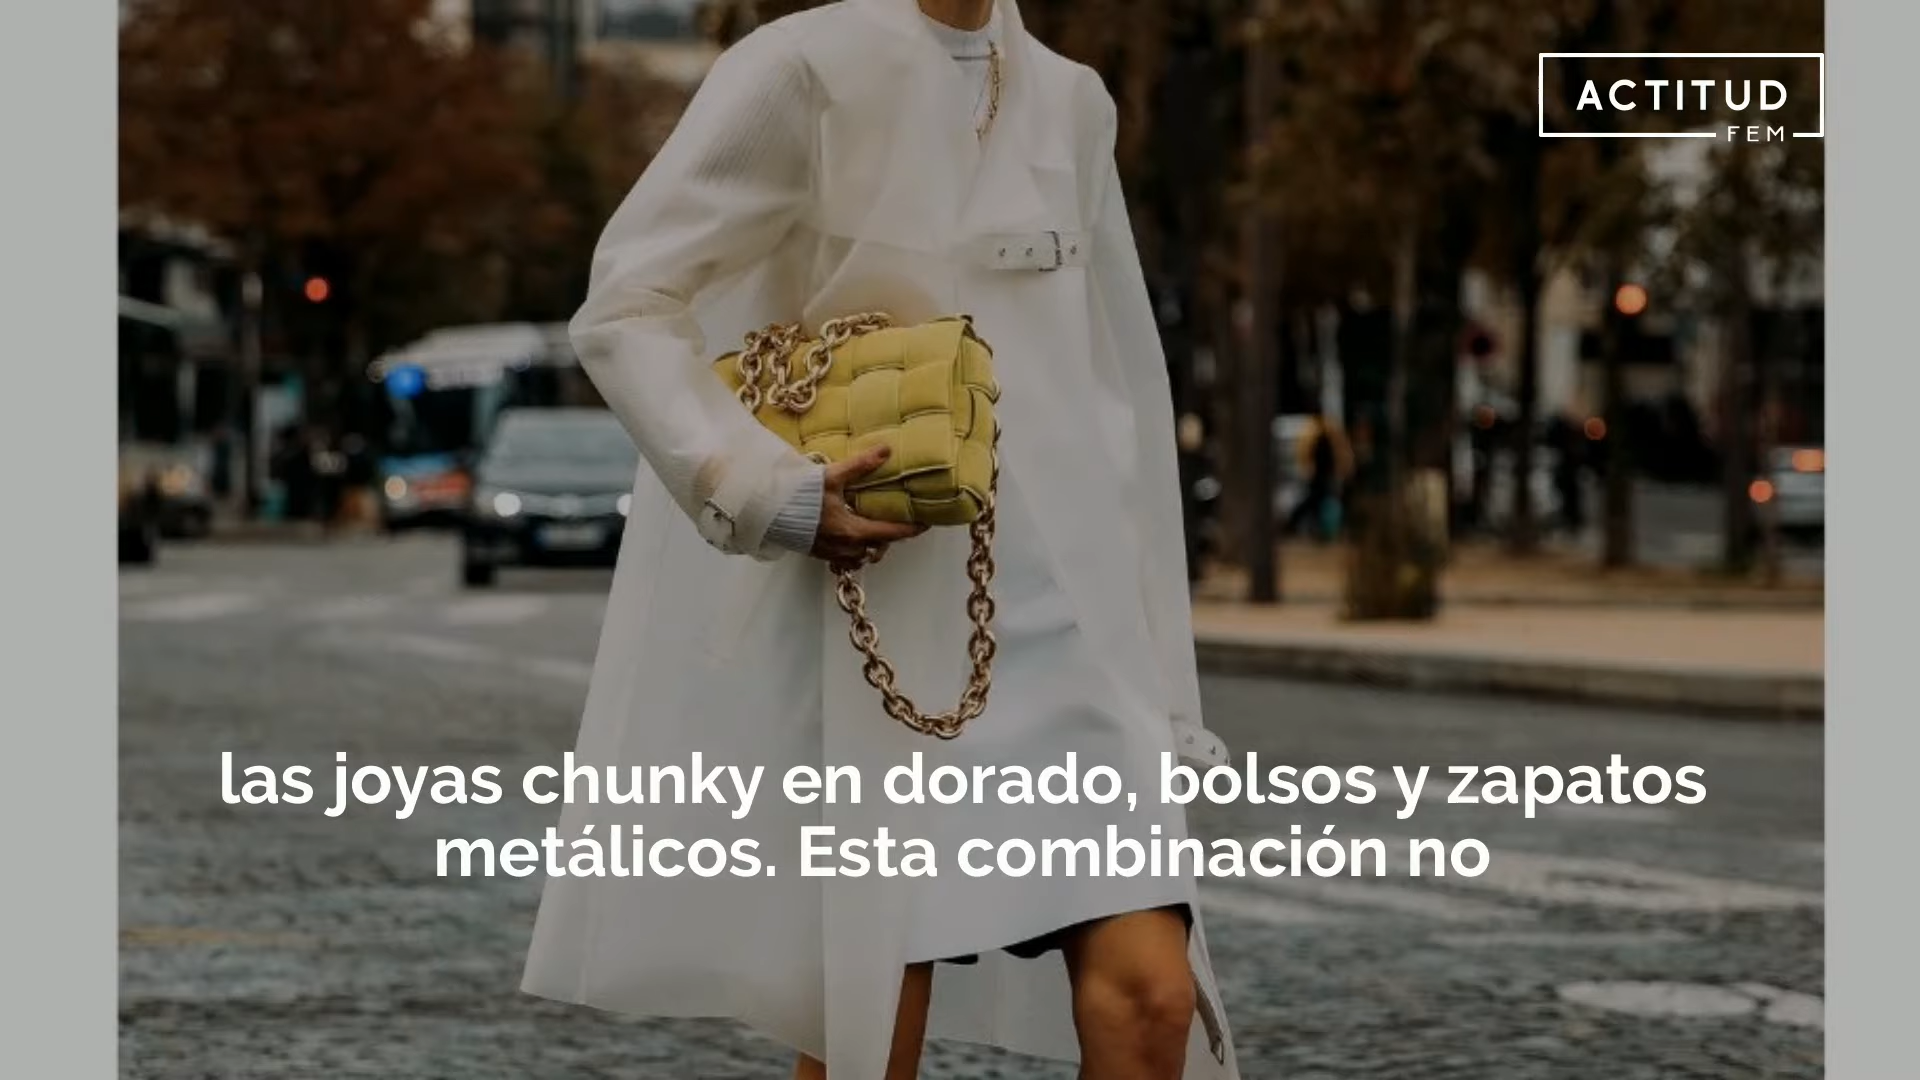 ACTITUD
FEM
las joyas chunky en dorado, bolsos y zapatos
metálicos. Esta combinación no